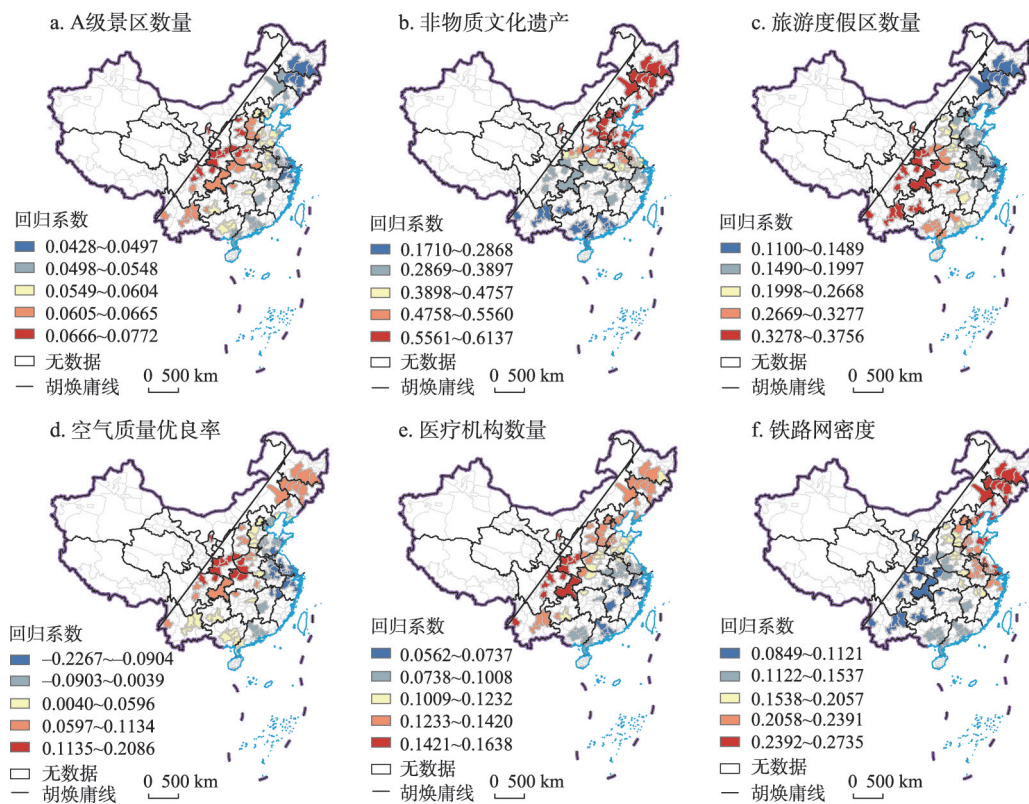 a. A级景区数量
回归系数
0.0428~0.0497
0.0498~0.0548
0.0549~0.0604
0.0605~0.0665
0.0666~0.0772
无数据
胡焕庸线
0 500 km
b. 非物质文化遗产
回归系数
0.1710~0.2868
0.2869~0.3897
0.3898~0.4757
0.4758~0.5560
0.5561~0.6137
无数据
胡焕庸线
0 500 km
c. 旅游度假区数量
回归系数
0.1100~0.1489
0.1490~0.1997
0.1998~0.2668
0.2669~0.3277
0.3278~0.3756
无数据
胡焕庸线
0 500 km
d. 空气质量优良率
回归系数
–0.2267~–0.0904
–0.0903~0.0039
0.0040~0.0596
0.0597~0.1134
0.1135~0.2086
无数据
胡焕庸线
0 500 km
e. 医疗机构数量
回归系数
0.0562~0.0737
0.0738~0.1008
0.1009~0.1232
0.1233~0.1420
0.1421~0.1638
无数据
胡焕庸线
0 500 km
f. 铁路网密度
回归系数
0.0849~0.1121
0.1122~0.1537
0.1538~0.2057
0.2058~0.2391
0.2392~0.2735
无数据
胡焕庸线
0 500 km